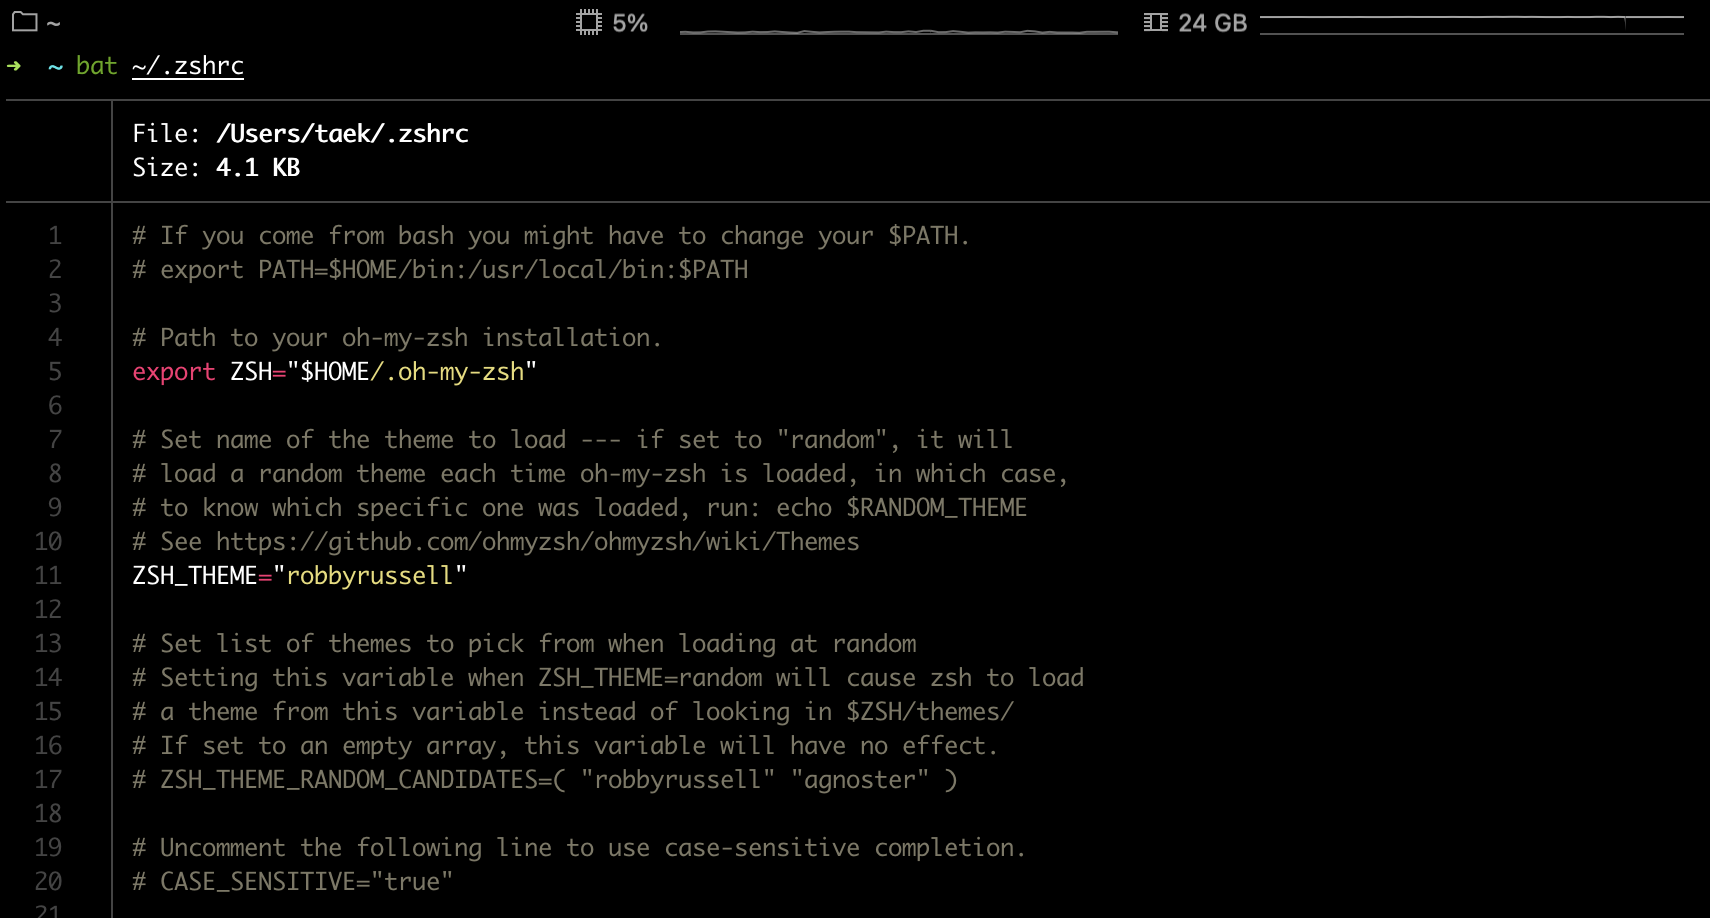 ~ 5% 24 GB
➜ ~ bat ~/.zshrc
File: /Users/taek/.zshrc
Size: 4.1 KB
1 # If you come from bash you might have to change your $PATH.
2 # export PATH=$HOME/bin:/usr/local/bin:$PATH
3
4 # Path to your oh-my-zsh installation.
5 export ZSH="$HOME/.oh-my-zsh"
6
7 # Set name of the theme to load --- if set to "random", it will
8 # load a random theme each time oh-my-zsh is loaded, in which case,
9 # to know which specific one was loaded, run: echo $RANDOM_THEME
10 # See https://github.com/ohmyzsh/ohmyzsh/wiki/Themes
11 ZSH_THEME="robbyrussell"
12
13 # Set list of themes to pick from when loading at random
14 # Setting this variable when ZSH_THEME=random will cause zsh to load
15 # a theme from this variable instead of looking in $ZSH/themes/
16 # If set to an empty array, this variable will have no effect.
17 # ZSH_THEME_RANDOM_CANDIDATES=( "robbyrussell" "agnoster" )
18
19 # Uncomment the following line to use case-sensitive completion.
20 # CASE_SENSITIVE="true"
21